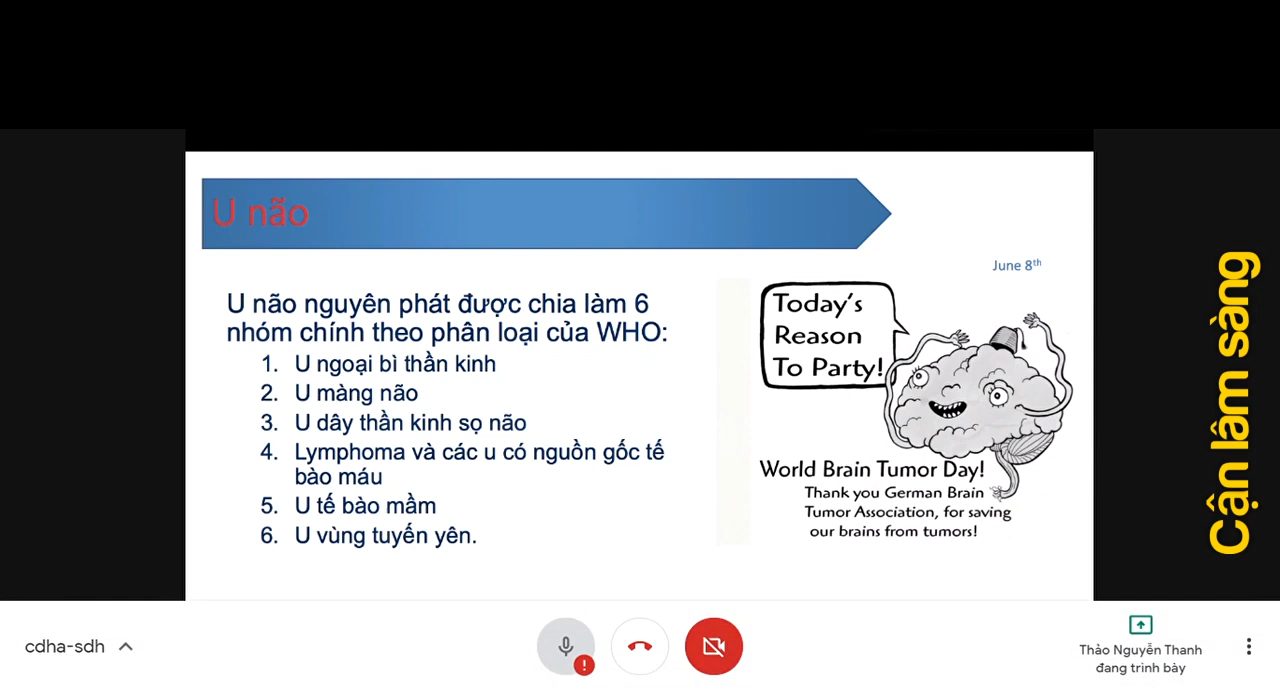 U não
June 8th
U não nguyên phát được chia làm 6
nhóm chính theo phân loại của WHO:
1. U ngoại bì thần kinh
2. U màng não
3. U dây thần kinh sọ não
4. Lymphoma và các u có nguồn gốc tế
bào máu
5. U tế bào mầm
6. U vùng tuyến yên.
Today's
Reason
To Party!
World Brain Tumor Day!
Thank you German Brain
Tumor Association, for saving
our brains from tumors!
Cận lâm sàng
cdha-sdh
Thảo Nguyễn Thanh
đang trình bày